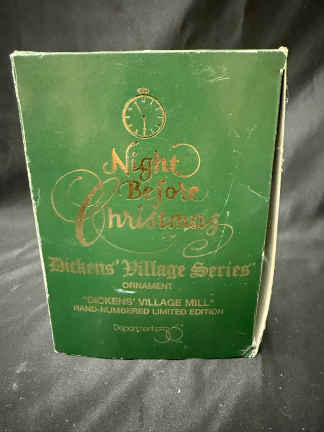 Night
Before
Christmas
Dickens' Village Series
ORNAMENT
"DICKENS' VILLAGE MILL"
HAND-NUMBERED LIMITED EDITION
Department 56